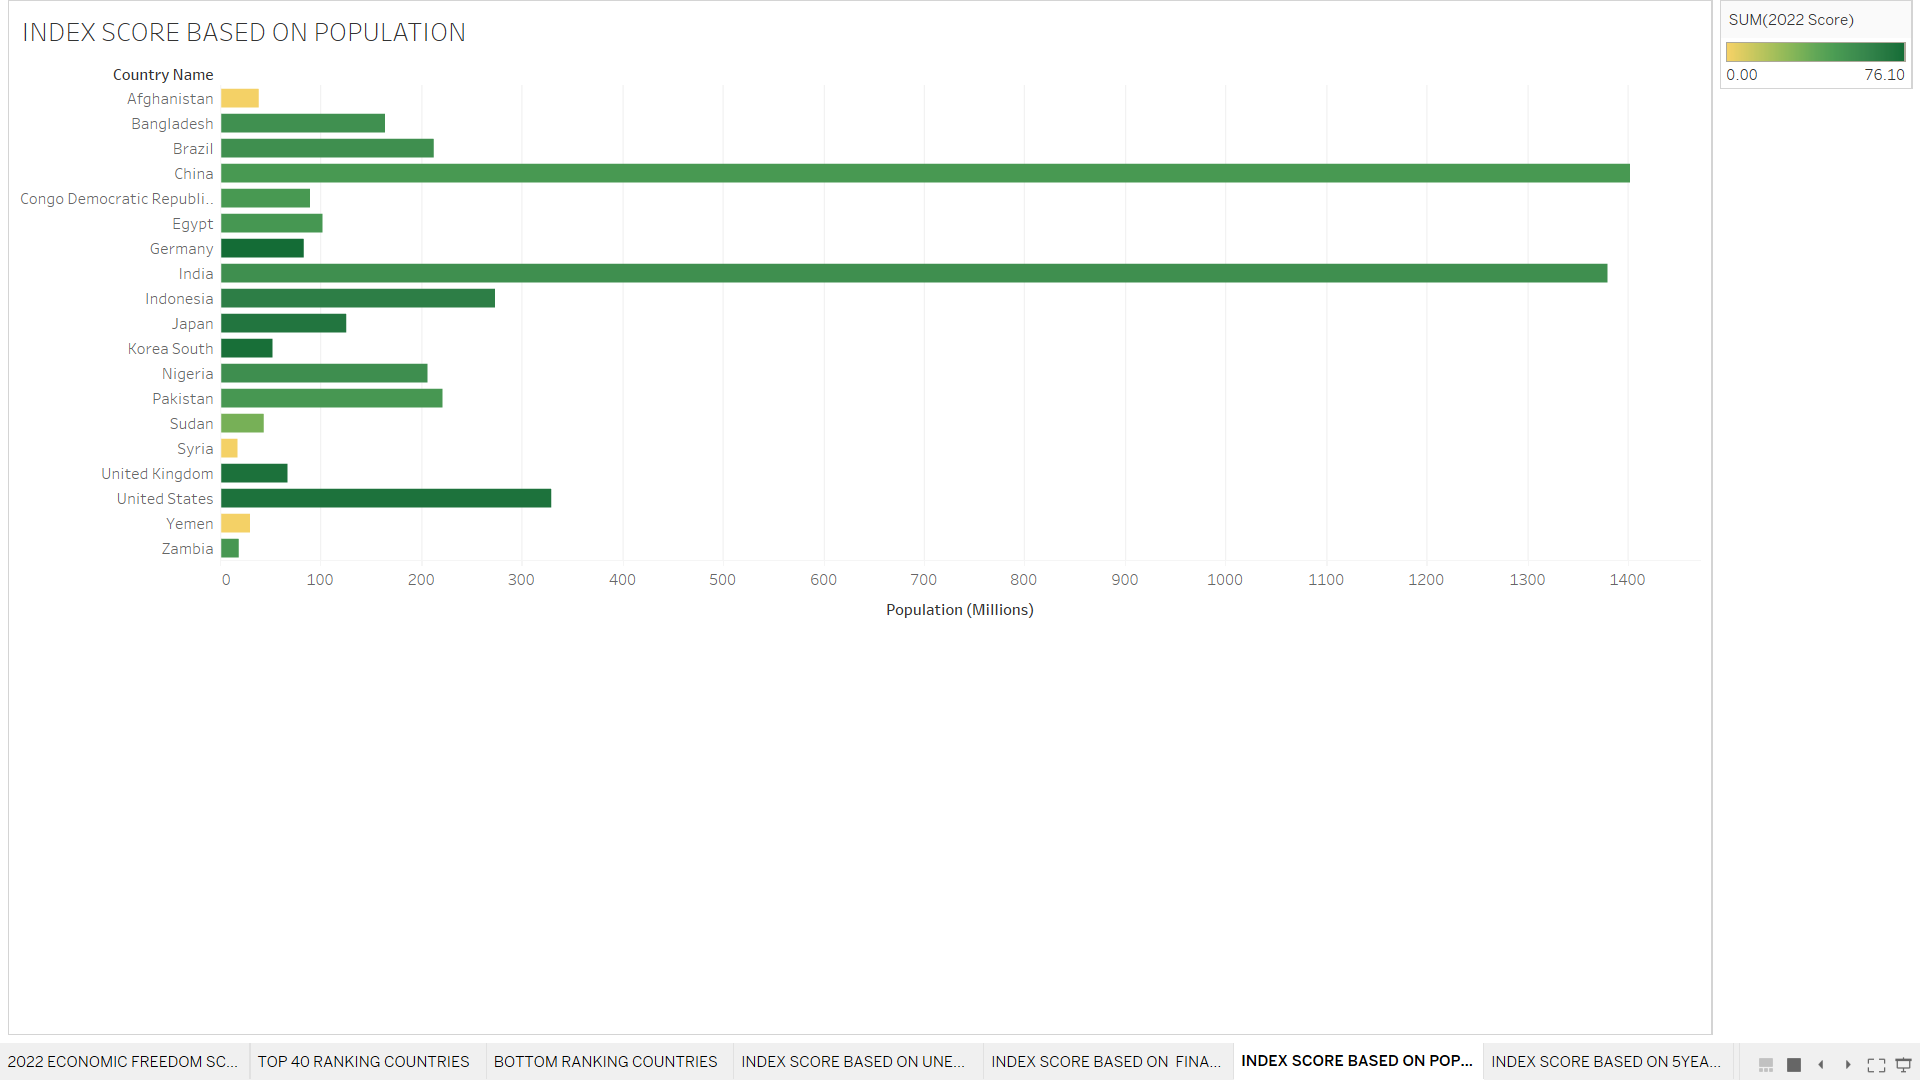 INDEX SCORE BASED ON POPULATION
SUM(2022 Score)
0.00 76.10
Country Name
Afghanistan
Bangladesh
Brazil
China
Congo Democratic Republi..
Egypt
Germany
India
Indonesia
Japan
Korea South
Nigeria
Pakistan
Sudan
Syria
United Kingdom
United States
Yemen
Zambia
0 100 200 300 400 500 600 700 800 900 1000 1100 1200 1300 1400
Population (Millions)
2022 ECONOMIC FREEDOM SC... TOP 40 RANKING COUNTRIES BOTTOM RANKING COUNTRIES INDEX SCORE BASED ON UNE... INDEX SCORE BASED ON FINA... INDEX SCORE BASED ON POP... INDEX SCORE BASED ON 5YEA...